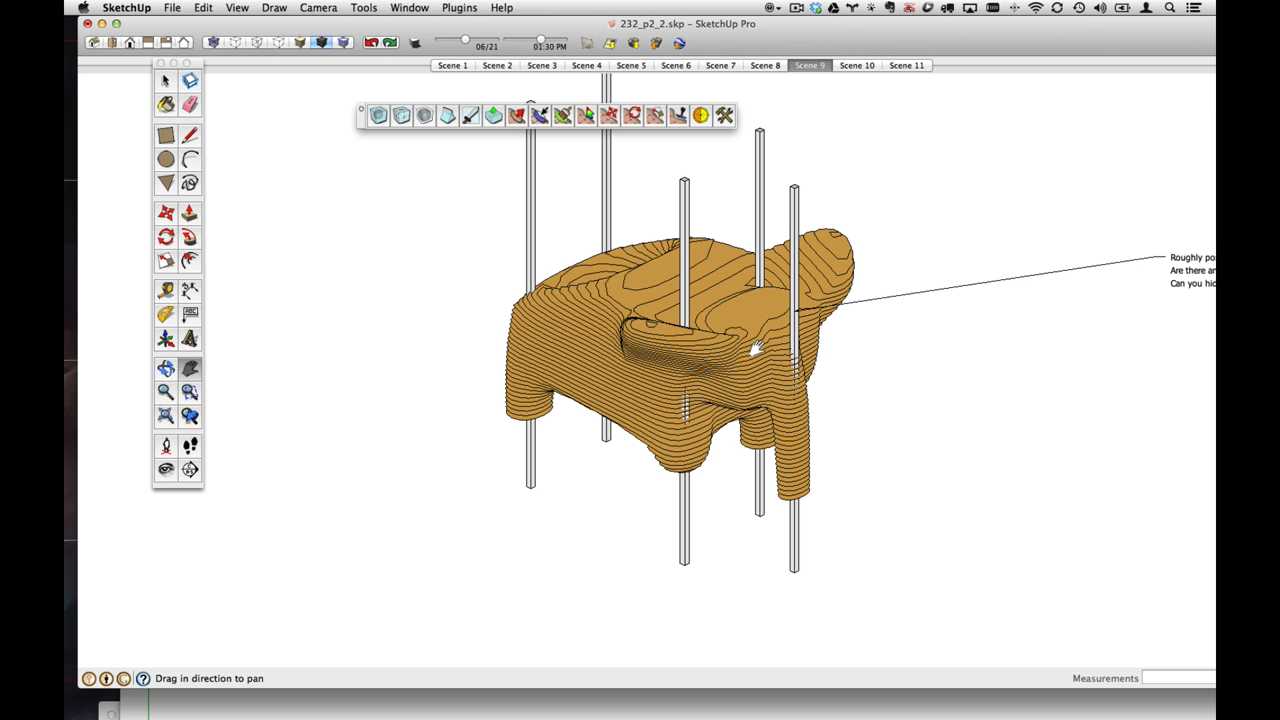 SketchUp File Edit View Draw Camera Tools Window Plugins Help
232_p2_2.skp – SketchUp Pro
06/21 01:30 PM
Scene 1 Scene 2 Scene 3 Scene 4 Scene 5 Scene 6 Scene 7 Scene 8 Scene 9 Scene 10 Scene 11
ABC
Roughly po
Are there a
Can you hi
Drag in direction to pan
Measurements